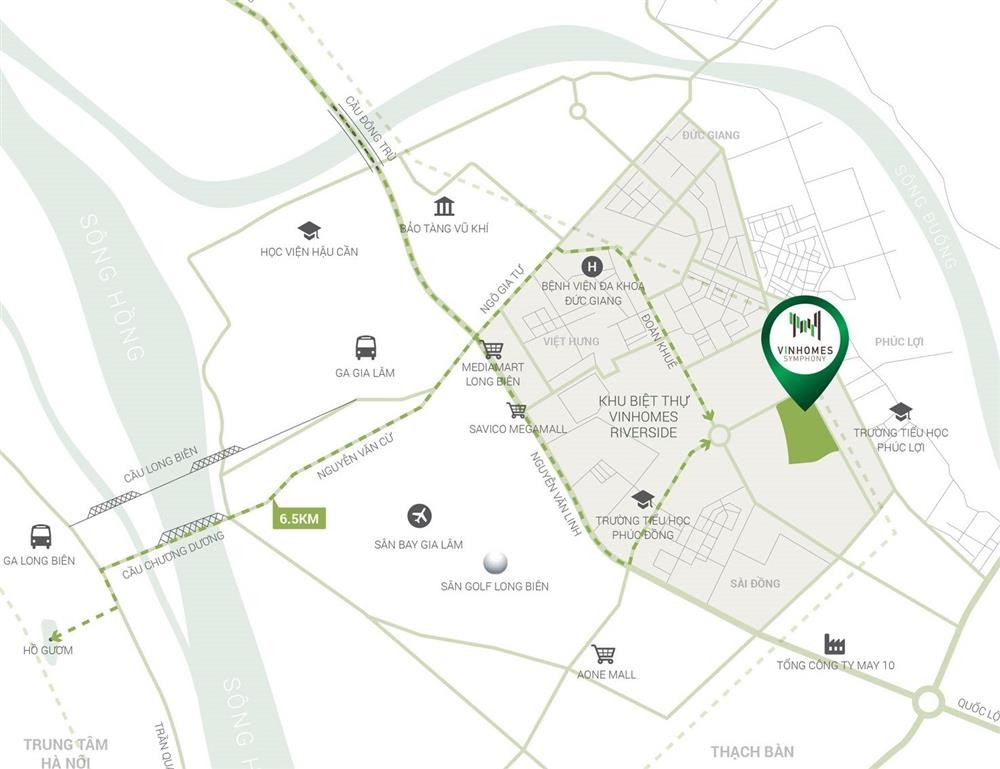 CẦU ĐÔNG TRÙ
ĐỨC GIANG
SÔNG ĐUỐNG
SÔNG HỒNG
HỌC VIỆN HẬU CẦN
BẢO TÀNG VŨ KHÍ
NGÔ GIA TỰ
H
BỆNH VIỆN ĐA KHOA
ĐỨC GIANG
VIỆT HƯNG
ĐOÀN KHUÊ
VINHOMES
SYMPHONY
PHÚC LỢI
GA GIA LÂM
MEDIAMART
LONG BIÊN
KHU BIỆT THỰ
VINHOMES
RIVERSIDE
SAVICO MEGAMALL
TRƯỜNG TIỂU HỌC
PHÚC LỢI
CẦU LONG BIÊN
NGUYỄN VĂN CỪ
NGUYỄN VĂN LINH
6.5KM
TRƯỜNG TIỂU HỌC
PHÚC ĐỒNG
SÂN BAY GIA LÂM
GA LONG BIÊN
CẦU CHƯƠNG DƯƠNG
SÂN GOLF LONG BIÊN
SÀI ĐỒNG
HỒ GƯƠM
AONE MALL
TỔNG CÔNG TY MAY 10
SÔNG HỒNG
QUỐC LỘ
TRẦN QUA
TRUNG TÂM
HÀ NỘI
THẠCH BÀN